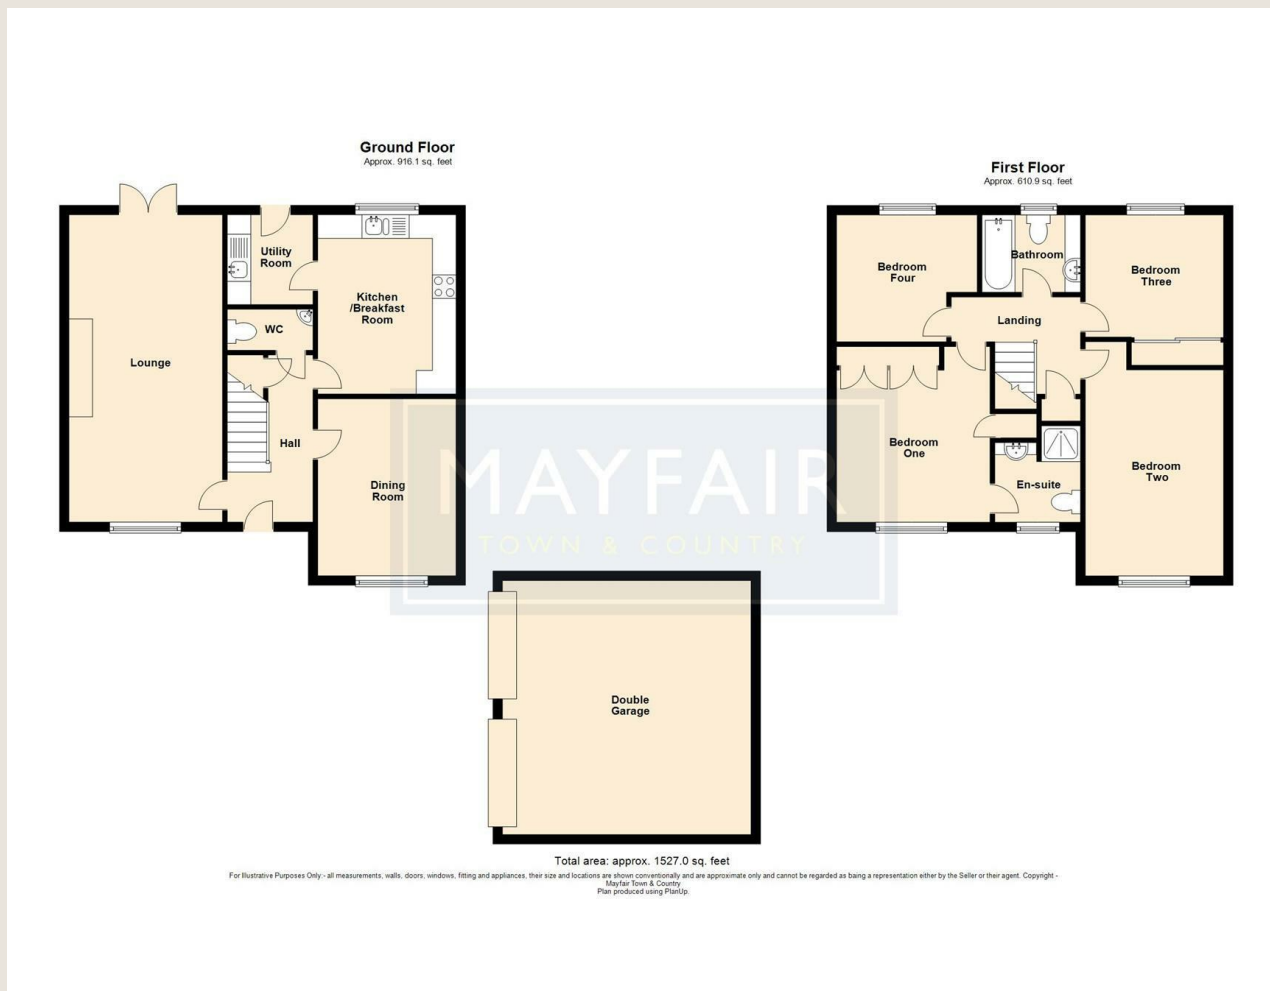 Ground Floor
Approx. 916.1 sq. feet
First Floor
Approx. 610.9 sq. feet
Utility
Room
Kitchen
/Breakfast
Room
WC
Lounge
Hall
Dining
Room
Bedroom
Four
Bathroom
Bedroom
Three
Landing
Bedroom
One
En-suite
Bedroom
Two
MAYFAIR
TOWN & COUNTRY
Double
Garage
Total area: approx. 1527.0 sq. feet
For Illustrative Purposes Only - all measurements, walls, doors, windows, fitting and appliances, their size and locations are shown conventionally and are approximate only and cannot be regarded as being a representation either by the Seller or their agent. Copyright -
Mayfair Town & Country
Plan produced using PlanUp.